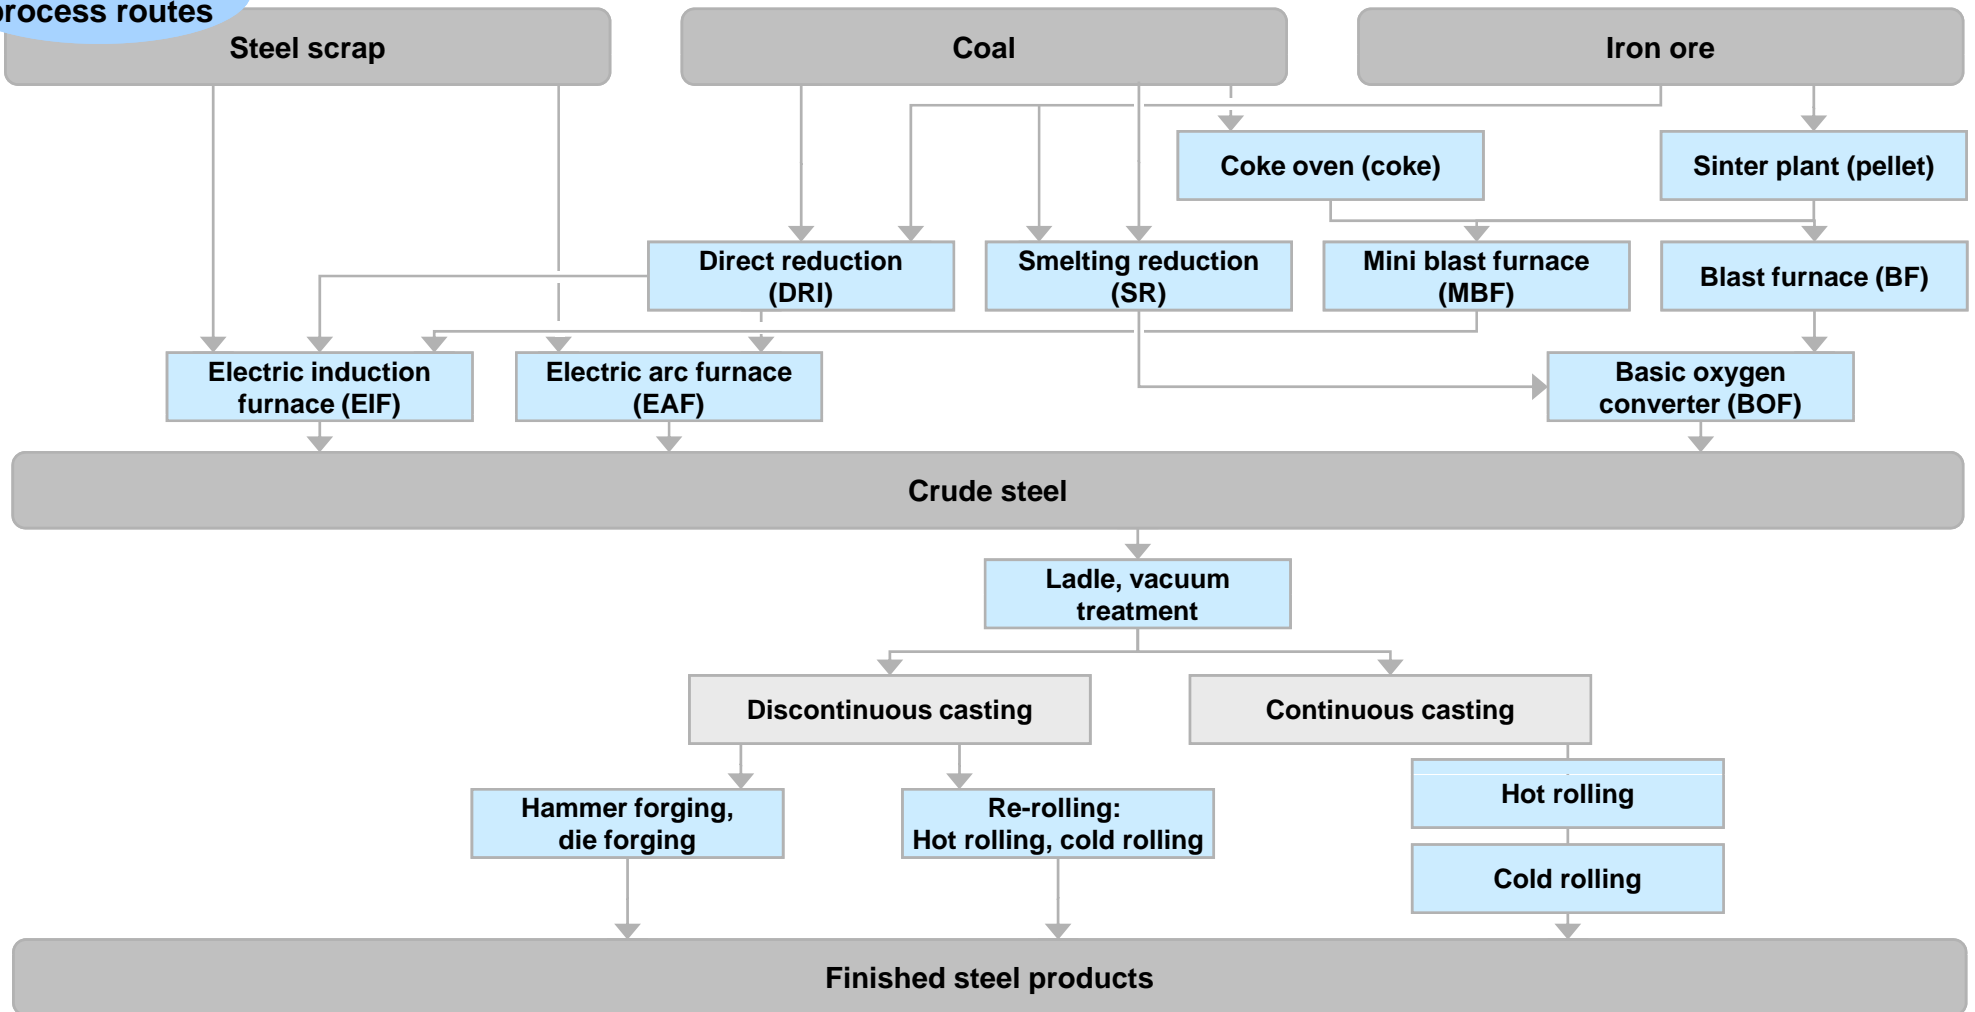 process routes
Steel scrap
Coal
Iron ore
Coke oven (coke)
Sinter plant (pellet)
Direct reduction
(DRI)
Smelting reduction
(SR)
Mini blast furnace
(MBF)
Blast furnace (BF)
Electric induction
furnace (EIF)
Electric arc furnace
(EAF)
Basic oxygen
converter (BOF)
Crude steel
Ladle, vacuum
treatment
Discontinuous casting
Continuous casting
Hammer forging,
die forging
Re-rolling:
Hot rolling, cold rolling
Hot rolling
Cold rolling
Finished steel products